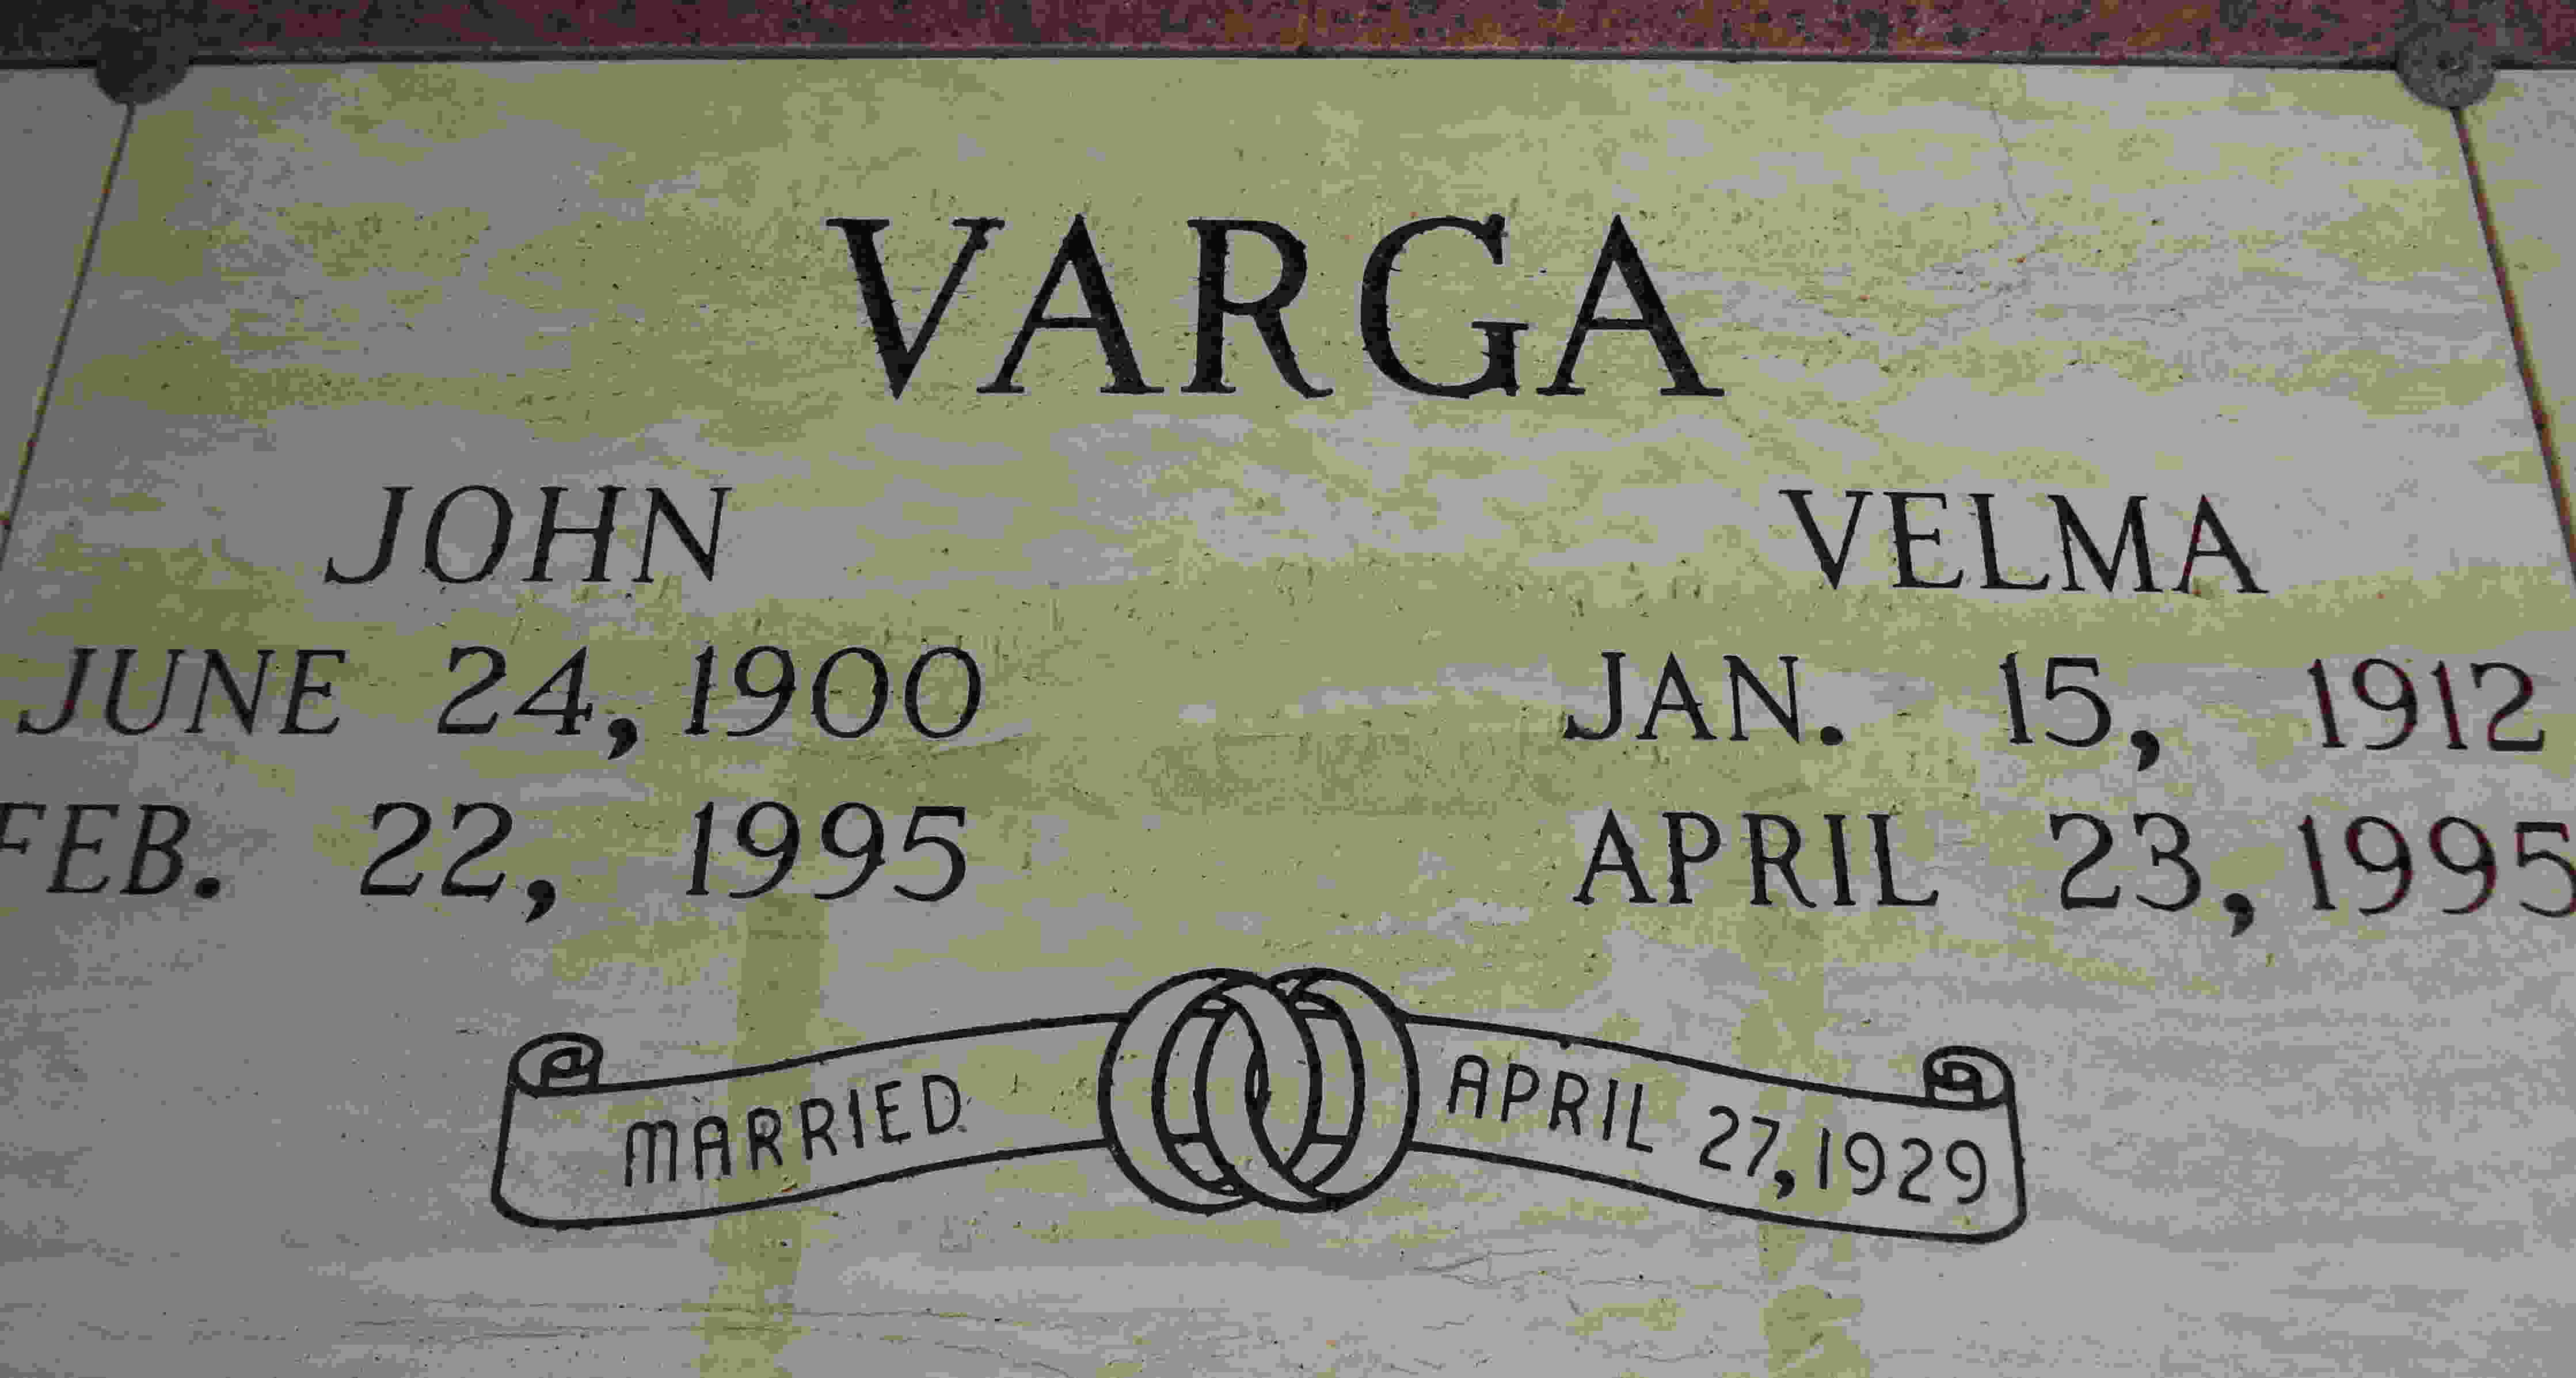 VARGA
JOHN VELMA
JUNE 24, 1900 JAN. 15, 1912
FEB. 22, 1995 APRIL 23, 1995
MARRIED APRIL 27, 1929